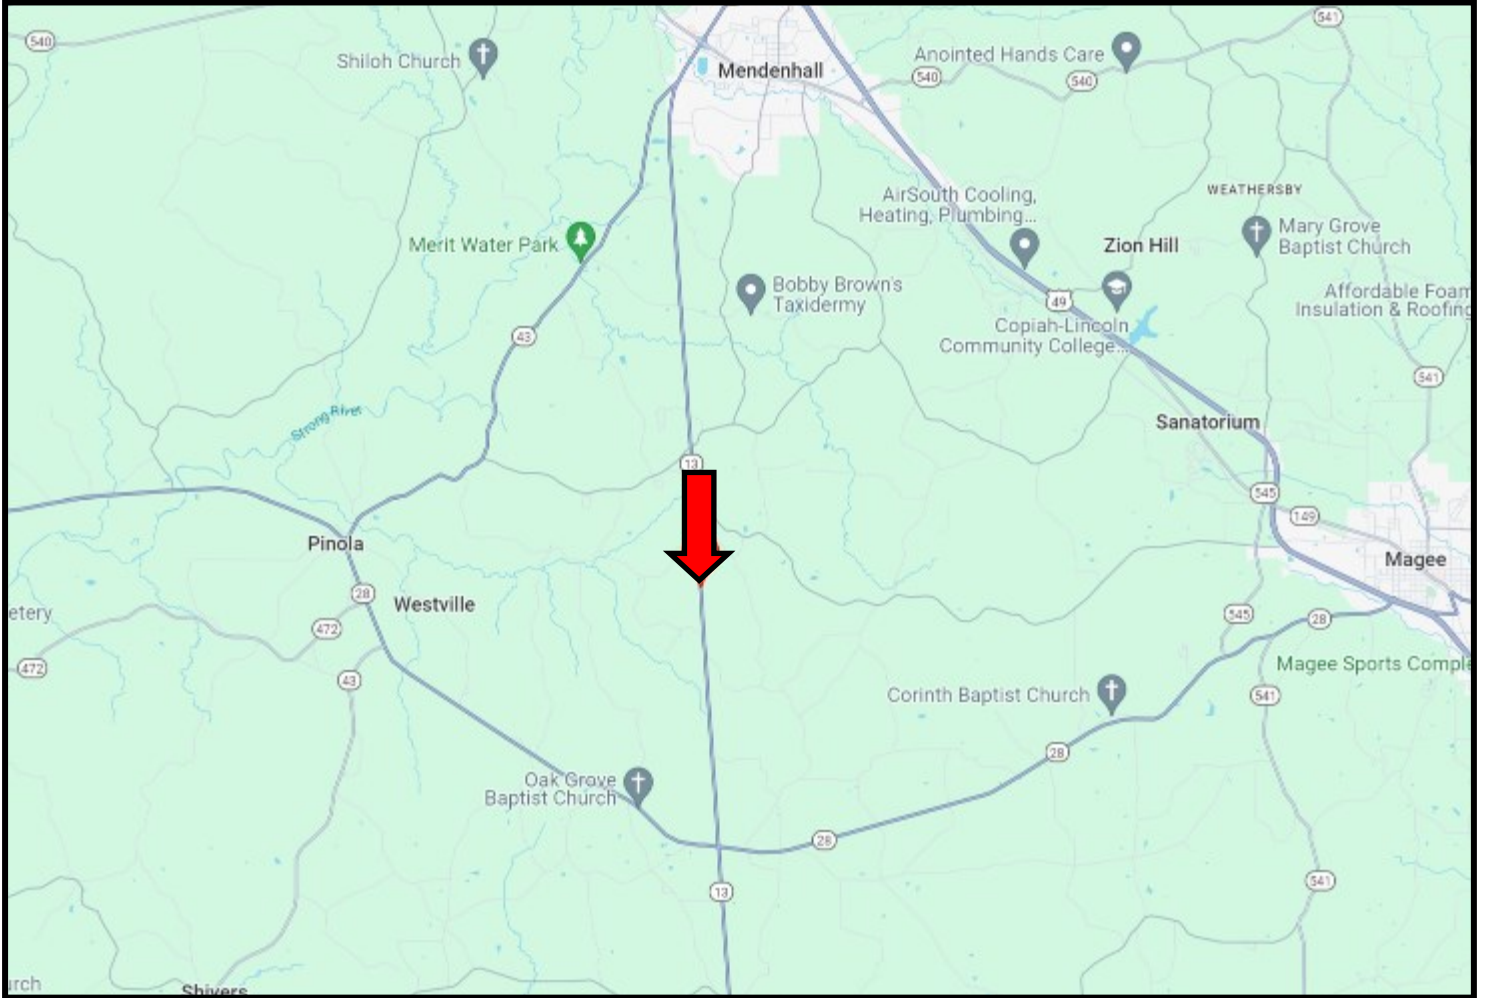 541
540
Shiloh Church
Mendenhall
Anointed Hands Care
540
540
AirSouth Cooling,
Heating, Plumbing...
WEATHERSBY
Mary Grove
Baptist Church
Zion Hill
Merit Water Park
Bobby Brown's
Taxidermy
49
Affordable Foam
Insulation & Roofing
Copiah-Lincoln
Community College...
43
541
Strong River
Sanatorium
13
545
149
Pinola
Magee
28
Westville
etery
472
545
28
472
43
Magee Sports Comple
Corinth Baptist Church
541
28
Oak Grove
Baptist Church
28
13
541
urch
Shivers